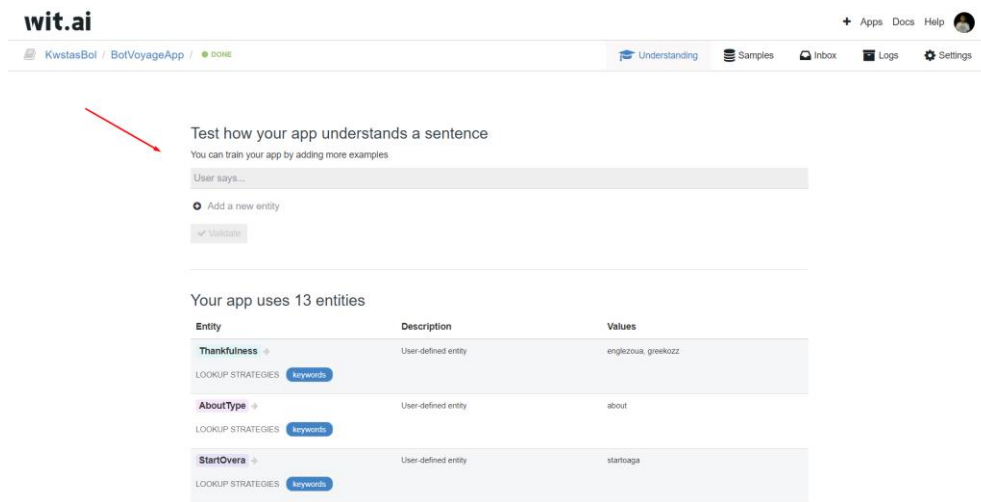 wit.ai
Apps Docs Help
KwstasBol / BotVoyageApp / DONE
Understanding Samples Inbox Logs Settings
Test how your app understands a sentence
You can train your app by adding more examples
User says...
Add a new entity
Validate
Your app uses 13 entities
Entity Description Values
Thankfulness User-defined entity englezoua, greekozz
LOOKUP STRATEGIES keywords
AboutType User-defined entity about
LOOKUP STRATEGIES keywords
StartOvera User-defined entity startoaga
LOOKUP STRATEGIES keywords